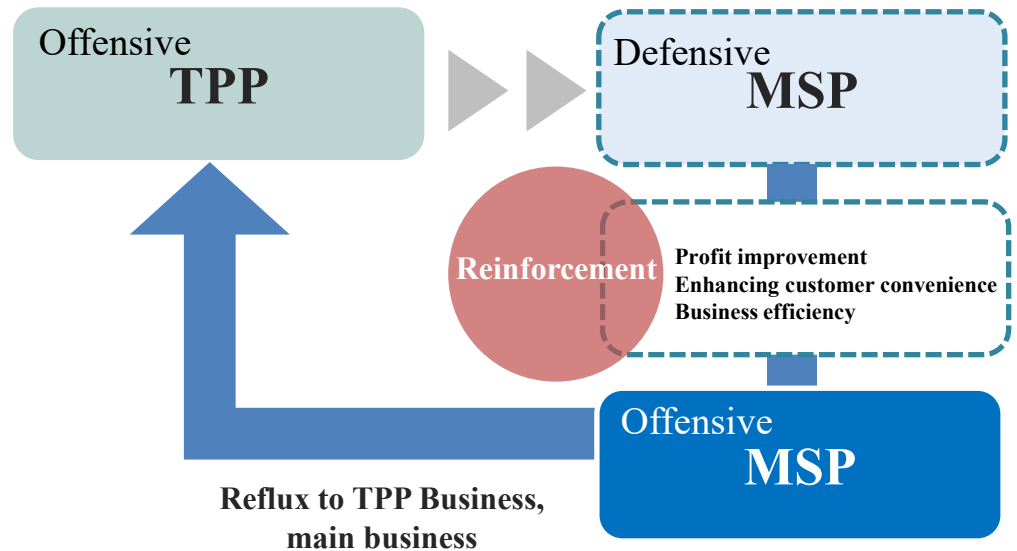 Offensive
TPP
Defensive
MSP
Reinforcement
Profit improvement
Enhancing customer convenience
Business efficiency
Offensive
MSP
Reflux to TPP Business,
main business